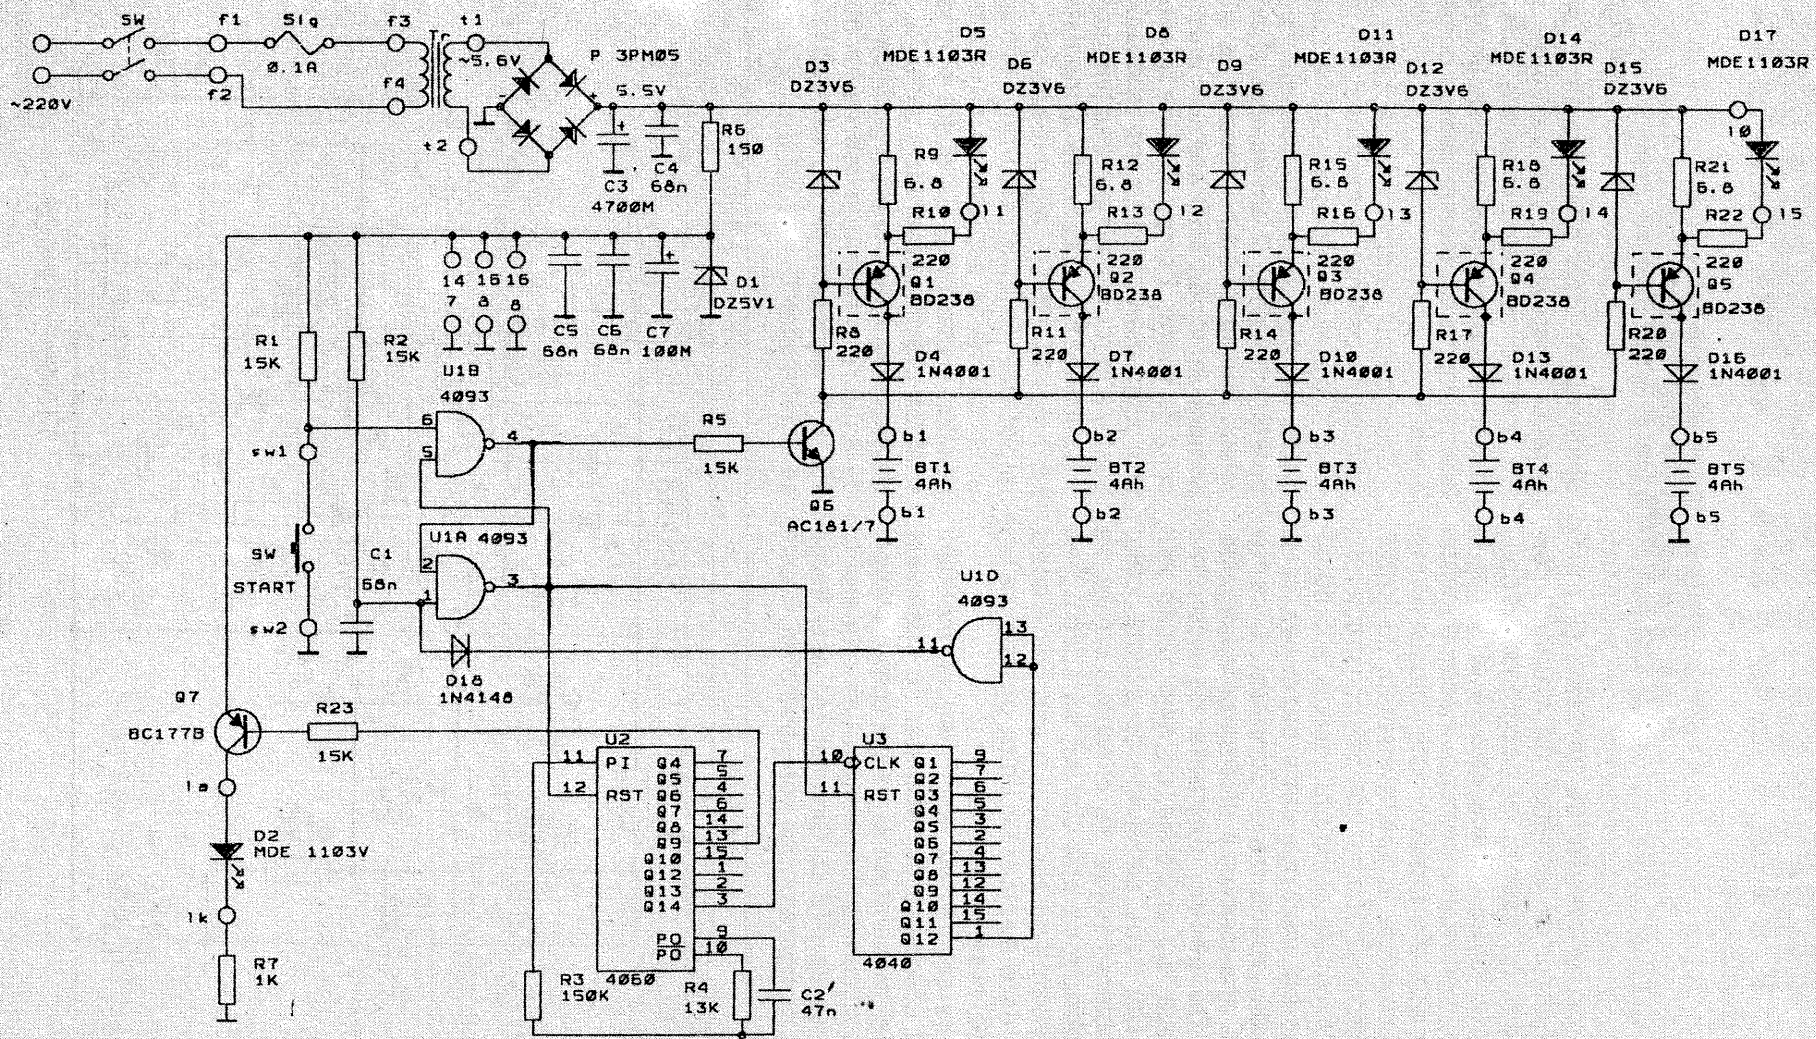 SW f1 Sig f3 Tr t1
0.1A
f2 f4 t2
~220V
~5,6V
P 3PM05
5.5V
- +
+
C3
4700M
C4
68n
R6
150
D3
DZ3V6
D5
MDE1103R
D6
DZ3V6
D8
MDE1103R
D9
DZ3V6
D11
MDE1103R
D12
DZ3V6
D14
MDE1103R
D15
DZ3V6
D17
MDE1103R
l0
R9
6.8
R10
l1
220
R12
6.8
R13
l2
220
R15
6.8
R16
l3
220
R18
6.8
R19
l4
220
R21
6.8
R22
l5
220
Q1
BD238
Q2
BD238
Q3
BD238
Q4
BD238
Q5
BD238
R8
220
R11
220
R14
220
R17
220
R20
220
D4
1N4001
D7
1N4001
D10
1N4001
D13
1N4001
D16
1N4001
14 16 16
7 8 8
C5
68n
C6
68n
+
C7
100M
D1
DZ5V1
R1
15K
R2
15K
U1B
4093
6
5
4
R5
15K
Q6
AC181/7
b1
BT1
4Ah
b1
b2
BT2
4Ah
b2
b3
BT3
4Ah
b3
b4
BT4
4Ah
b4
b5
BT5
4Ah
b5
sw1
SW
START
sw2
C1
68n
U1A 4093
2
1
3
U1D
4093
13
12
11
D18
1N4148
Q7
BC177B
R23
15K
la
D2
MDE 1103V
lk
R7
1K
U2
11 PI Q4 7
Q5 5
12 RST Q6 4
Q7 6
Q8 14
Q9 13
Q10 15
Q12 1
Q13 2
Q14 3
PO 9
PO 10
4060
R3
150K
R4
13K
C2
47n
U3
10 CLK Q1 9
Q2 7
11 RST Q3 6
Q4 5
Q5 3
Q6 2
Q7 4
Q8 13
Q9 12
Q10 14
Q11 15
Q12 1
4040